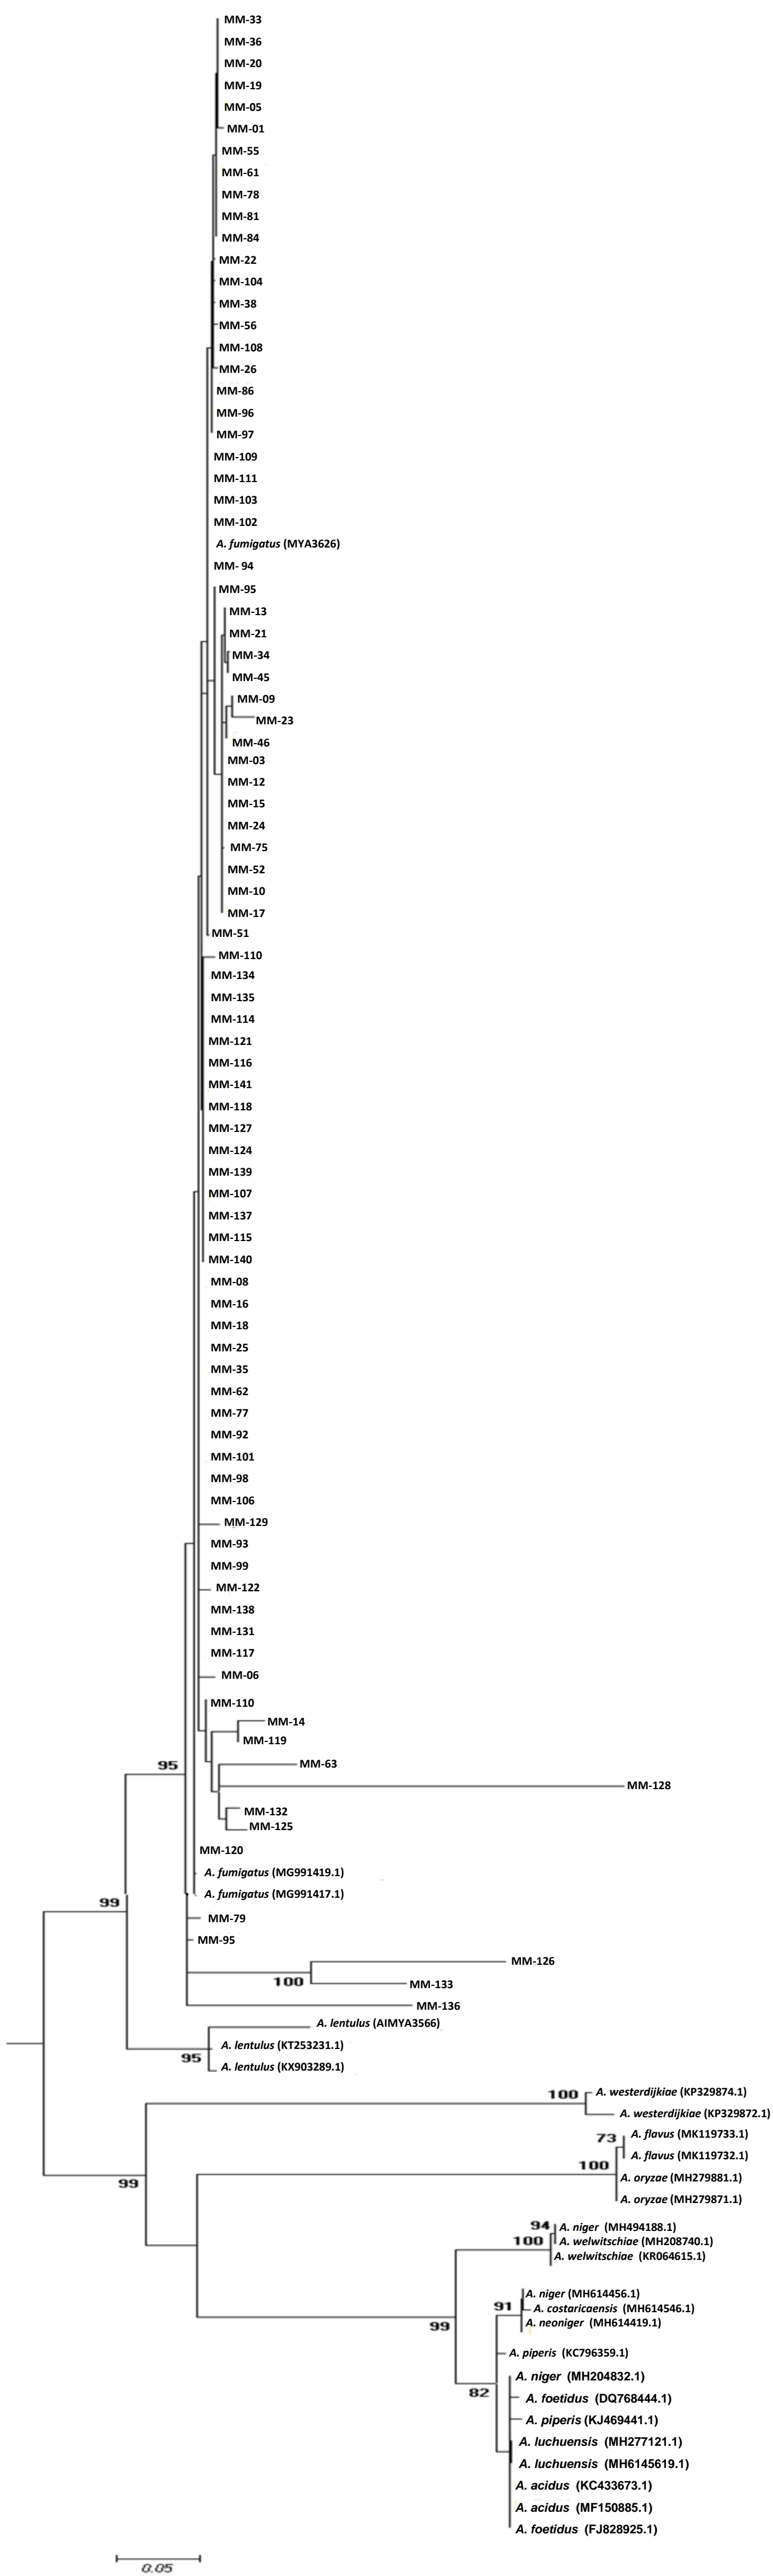 MM-33
MM-36
MM-20
MM-19
MM-05
MM-01
MM-55
MM-61
MM-78
MM-81
MM-84
MM-22
MM-104
MM-38
MM-56
MM-108
MM-26
MM-86
MM-96
MM-97
MM-109
MM-111
MM-103
MM-102
A. fumigatus (MYA3626)
MM- 94
MM-95
MM-13
MM-21
MM-34
MM-45
MM-09
MM-23
MM-46
MM-03
MM-12
MM-15
MM-24
MM-75
MM-52
MM-10
MM-17
MM-51
MM-110
MM-134
MM-135
MM-114
MM-121
MM-116
MM-141
MM-118
MM-127
MM-124
MM-139
MM-107
MM-137
MM-115
MM-140
MM-08
MM-16
MM-18
MM-25
MM-35
MM-62
MM-77
MM-92
MM-101
MM-98
MM-106
MM-129
MM-93
MM-99
MM-122
MM-138
MM-131
MM-117
MM-06
MM-110
MM-14
MM-119
MM-63
95
MM-128
MM-132
MM-125
MM-120
A. fumigatus (MG991419.1)
A. fumigatus (MG991417.1)
99
MM-79
MM-95
MM-126
100
MM-133
MM-136
A. lentulus (AIMYA3566)
A. lentulus (KT253231.1)
95
A. lentulus (KX903289.1)
100
A. westerdijkiae (KP329874.1)
A. westerdijkiae (KP329872.1)
73
A. flavus (MK119733.1)
A. flavus (MK119732.1)
100
A. oryzae (MH279881.1)
99
A. oryzae (MH279871.1)
94
A. niger (MH494188.1)
100
A. welwitschiae (MH208740.1)
A. welwitschiae (KR064615.1)
A. niger (MH614456.1)
91
A. costaricaensis (MH614546.1)
A. neoniger (MH614419.1)
99
A. piperis (KC796359.1)
A. niger (MH204832.1)
82
A. foetidus (DQ768444.1)
A. piperis (KJ469441.1)
A. luchuensis (MH277121.1)
A. luchuensis (MH6145619.1)
A. acidus (KC433673.1)
A. acidus (MF150885.1)
A. foetidus (FJ828925.1)
0.05